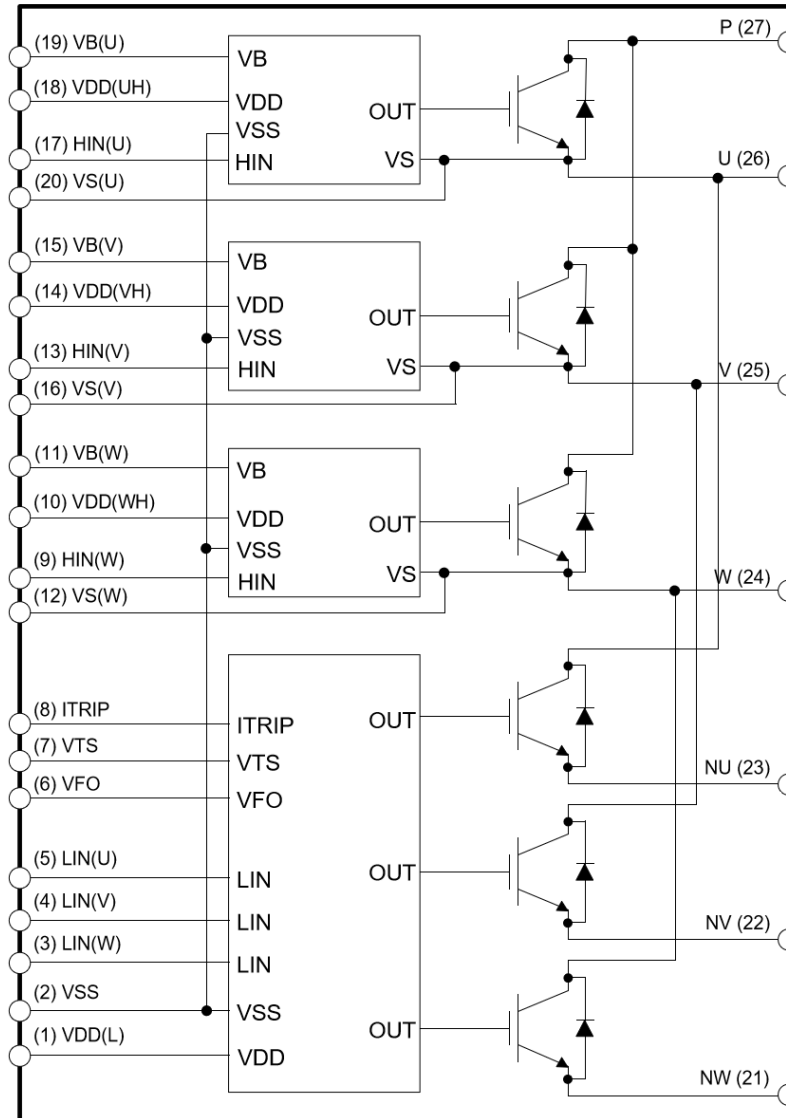 (19) VB(U)
VB
P (27)
(18) VDD(UH)
VDD
OUT
VSS
(17) HIN(U)
HIN
VS
U (26)
(20) VS(U)
(15) VB(V)
VB
(14) VDD(VH)
VDD
OUT
VSS
(13) HIN(V)
HIN
VS
V (25)
(16) VS(V)
(11) VB(W)
VB
(10) VDD(WH)
VDD
OUT
VSS
(9) HIN(W)
HIN
VS
W (24)
(12) VS(W)
(8) ITRIP
ITRIP
OUT
(7) VTS
VTS
NU (23)
(6) VFO
VFO
(5) LIN(U)
LIN
OUT
(4) LIN(V)
LIN
NV (22)
(3) LIN(W)
LIN
(2) VSS
VSS
OUT
(1) VDD(L)
VDD
NW (21)